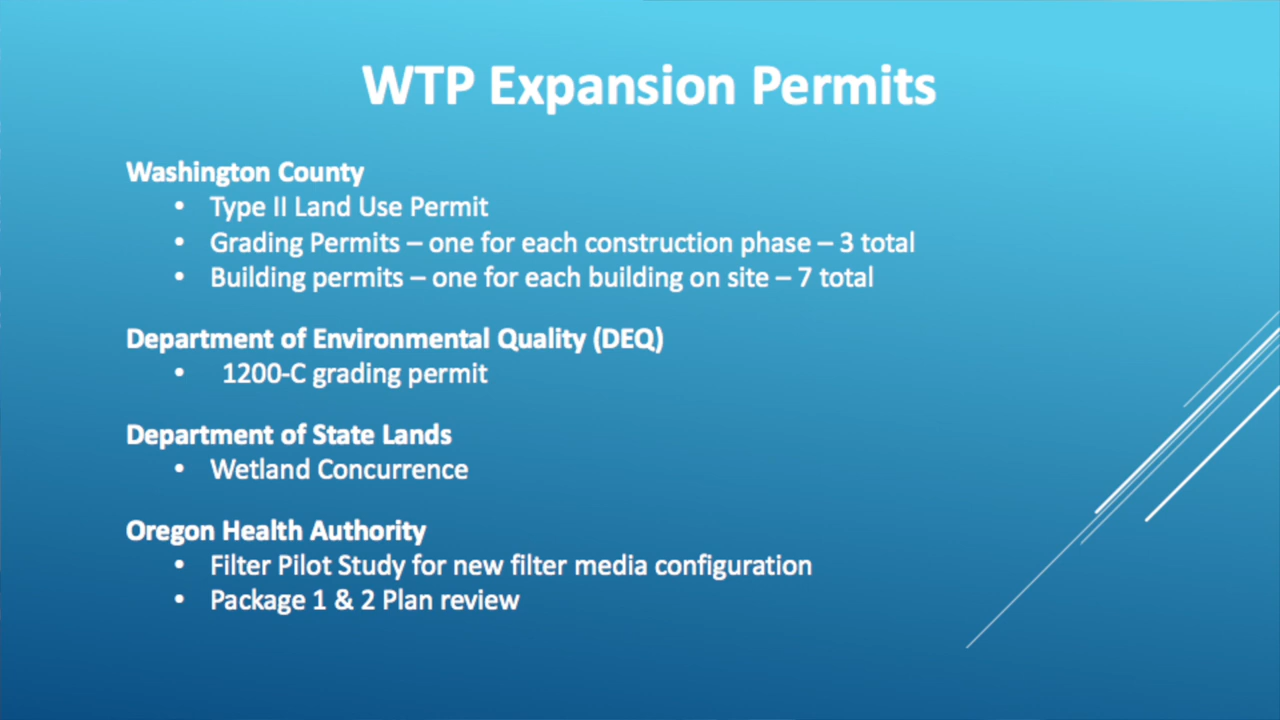 WTP Expansion Permits
Washington County
• Type II Land Use Permit
• Grading Permits – one for each construction phase – 3 total
• Building permits – one for each building on site – 7 total
Department of Environmental Quality (DEQ)
• 1200-C grading permit
Department of State Lands
• Wetland Concurrence
Oregon Health Authority
• Filter Pilot Study for new filter media configuration
• Package 1 & 2 Plan review